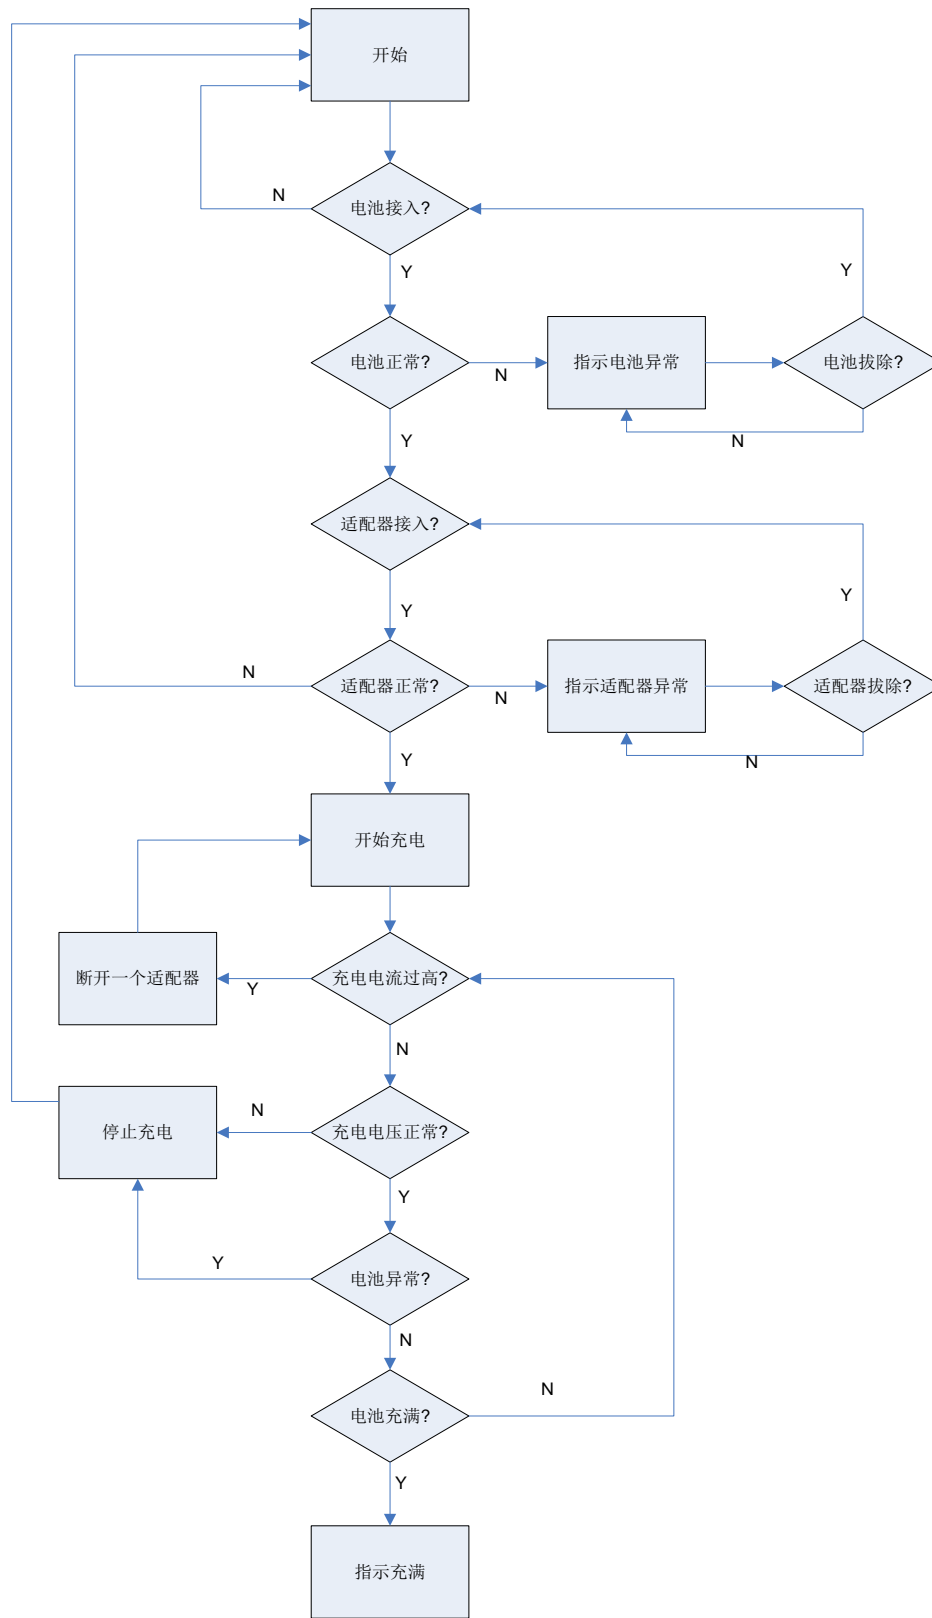 开始
N
电池接入?
Y
Y
电池正常?
N
指示电池异常
电池拔除?
N
Y
适配器接入?
Y
Y
N
适配器正常?
N
指示适配器异常
适配器拔除?
N
Y
开始充电
断开一个适配器
Y
充电电流过高?
N
停止充电
N
充电电压正常?
Y
Y
电池异常?
N
电池充满?
N
Y
指示充满